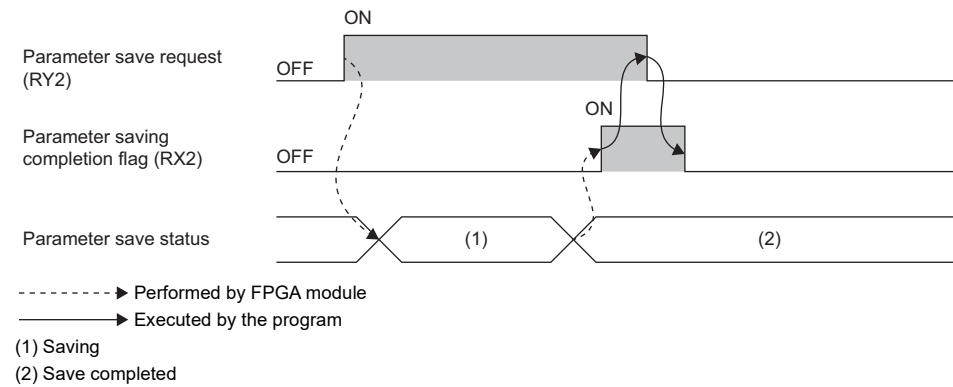 ON
Parameter save request
(RY2)
OFF
ON
Parameter saving
completion flag (RX2)
OFF
Parameter save status
(1)
(2)
Performed by FPGA module
Executed by the program
(1) Saving
(2) Save completed